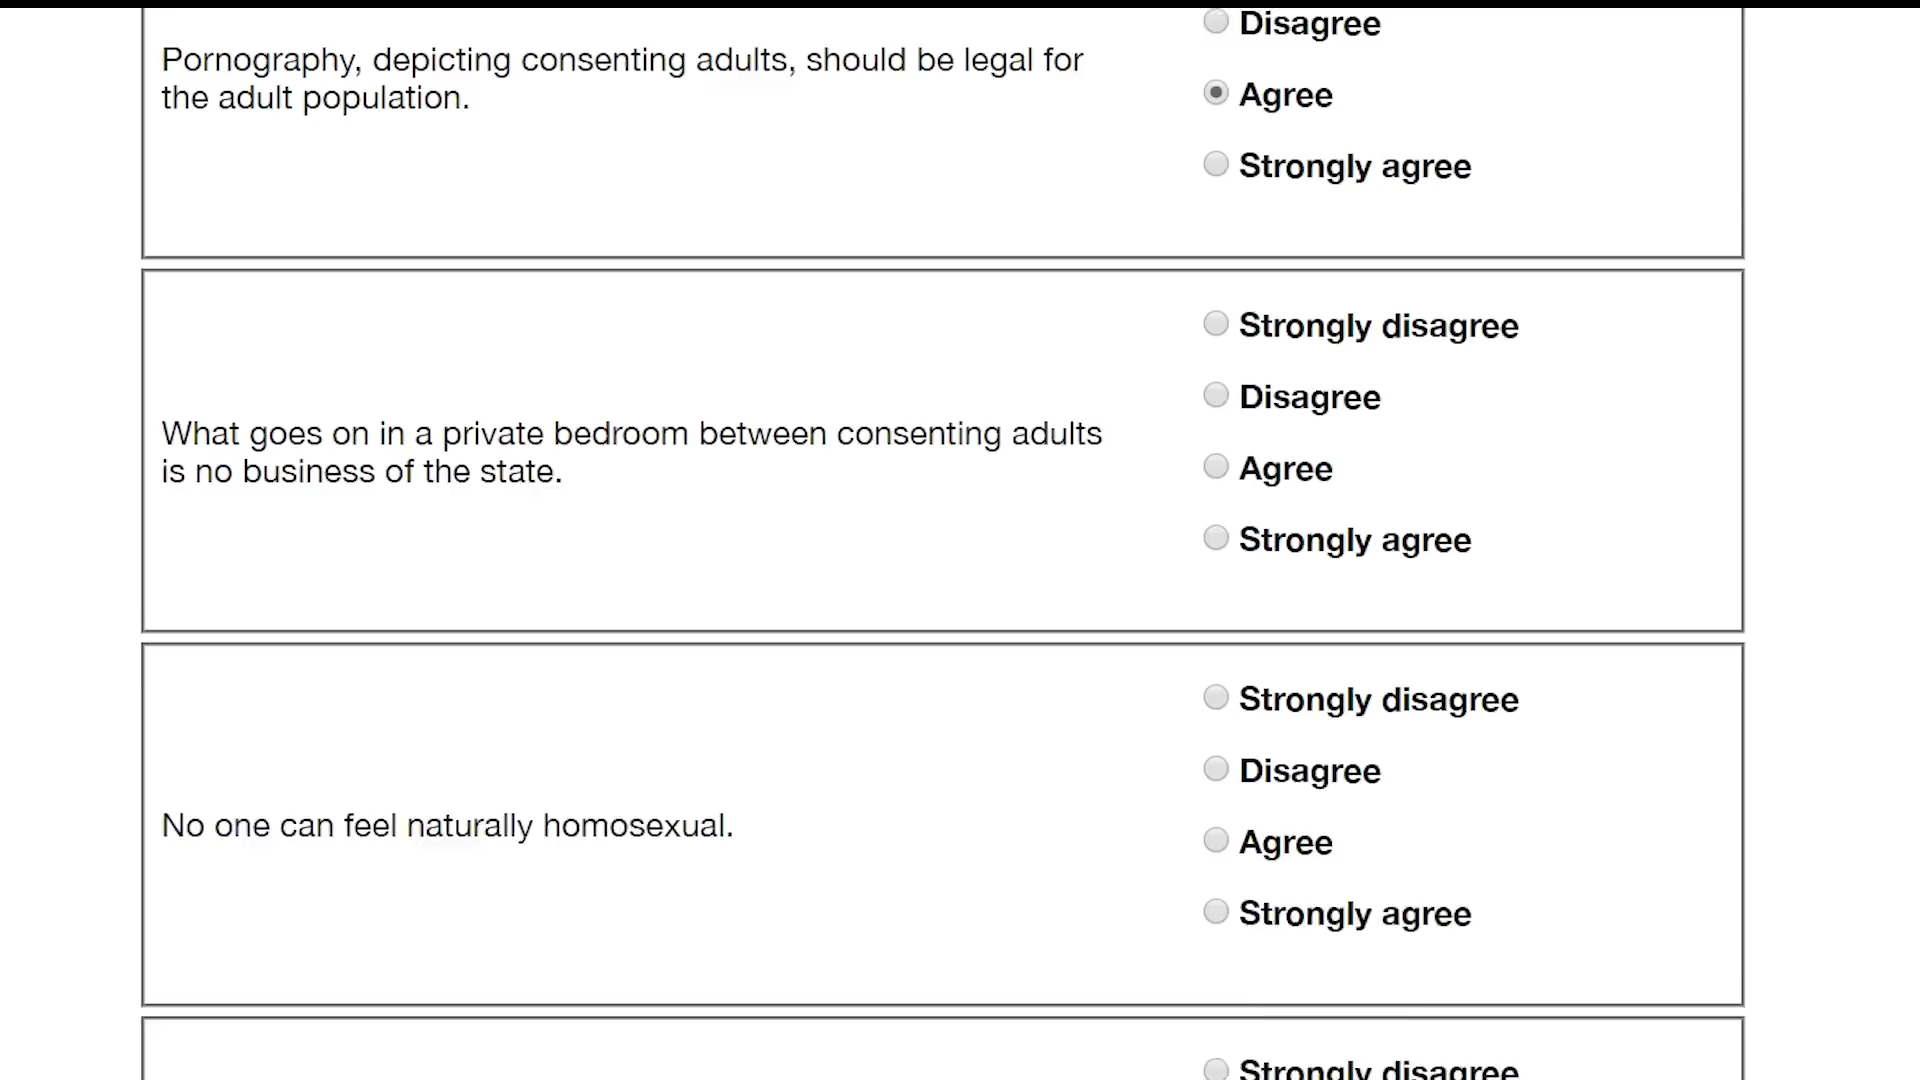 Disagree
Pornography, depicting consenting adults, should be legal for
the adult population.
Agree
Strongly agree
Strongly disagree
Disagree
What goes on in a private bedroom between consenting adults
is no business of the state.
Agree
Strongly agree
Strongly disagree
Disagree
No one can feel naturally homosexual.
Agree
Strongly agree
Strongly disagree